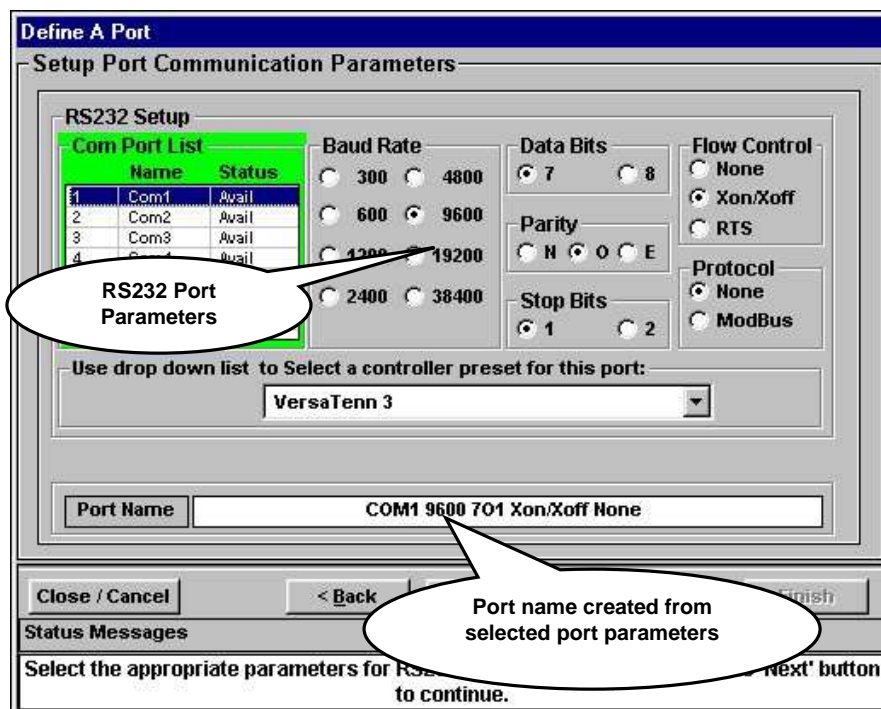 Define A Port
Setup Port Communication Parameters
RS232 Setup
Com Port List
Name Status
1 Com1 Avail
2 Com2 Avail
3 Com3 Avail
4 Avail
Baud Rate
300 4800
600 9600
1200 19200
2400 38400
Data Bits
7 8
Parity
N O E
Stop Bits
1 2
Flow Control
None
Xon/Xoff
RTS
Protocol
None
ModBus
RS232 Port
Parameters
Use drop down list to Select a controller preset for this port:
VersaTenn 3
Port Name COM1 9600 7O1 Xon/Xoff None
Port name created from
selected port parameters
Close / Cancel < Back Finish
Status Messages
Select the appropriate parameters for 'Next' button
to continue.